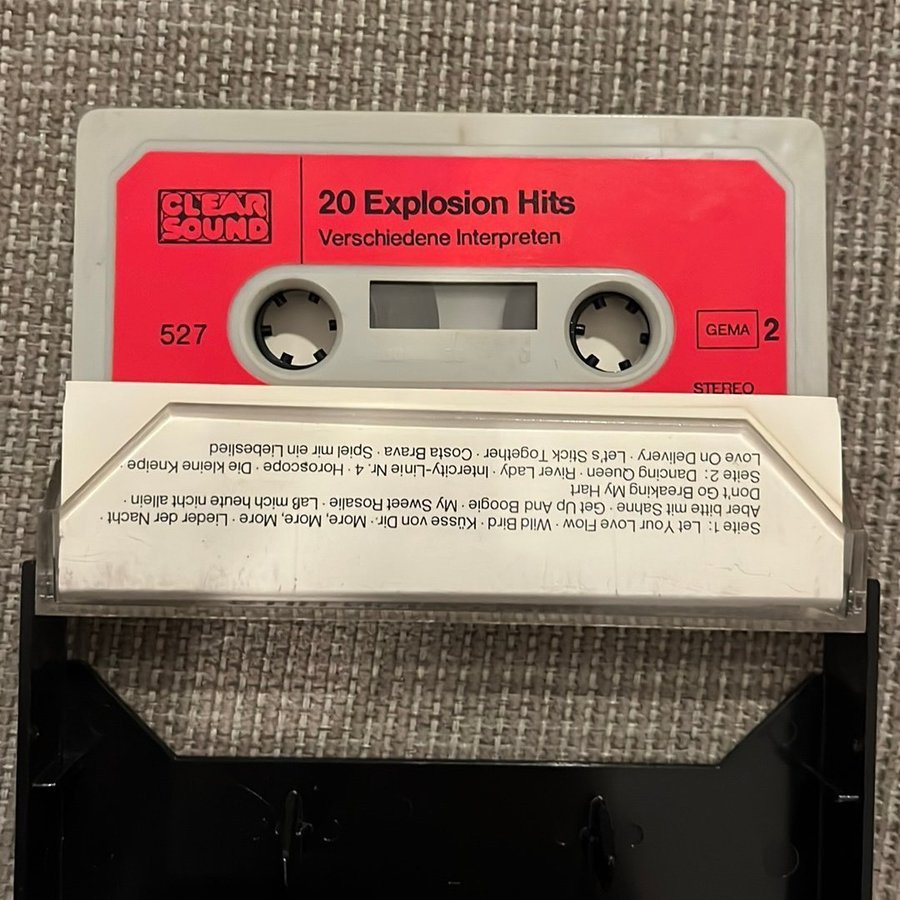 CLEAR
SOUND
20 Explosion Hits
Verschiedene Interpreten
527
GEMA 2
STEREO
Seite 1: Let Your Love Flow · Wild Bird · Küsse von Dir · More, More, More · Lieder der Nacht ·
Aber bitte mit Sahne · Get Up And Boogie · My Sweet Rosalie · Laß mich heute nicht allein ·
Don't Go Breaking My Hart
Seite 2: Dancing Queen · River Lady · Intercity-Linie Nr. 4 · Horoscope · Die kleine Kneipe ·
Love On Delivery · Let's Stick Together · Costa Brava · Spiel mir ein Liebeslied